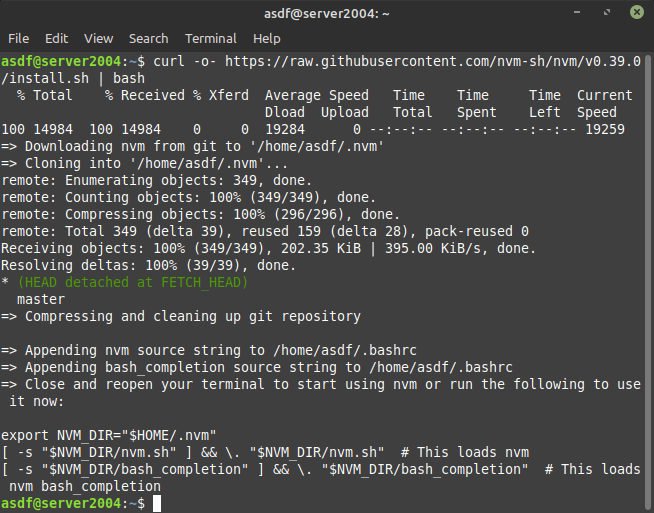 asdf@server2004: ~
File Edit View Search Terminal Help
asdf@server2004:~$ curl -o- https://raw.githubusercontent.com/nvm-sh/nvm/v0.39.0
/install.sh | bash
  % Total    % Received % Xferd  Average Speed   Time    Time     Time  Current
                                 Dload  Upload   Total   Spent    Left  Speed
100 14984  100 14984    0     0  19284      0 --:--:-- --:--:-- --:--:-- 19259
=> Downloading nvm from git to '/home/asdf/.nvm'
=> Cloning into '/home/asdf/.nvm'...
remote: Enumerating objects: 349, done.
remote: Counting objects: 100% (349/349), done.
remote: Compressing objects: 100% (296/296), done.
remote: Total 349 (delta 39), reused 159 (delta 28), pack-reused 0
Receiving objects: 100% (349/349), 202.35 KiB | 395.00 KiB/s, done.
Resolving deltas: 100% (39/39), done.
* (HEAD detached at FETCH_HEAD)
  master
=> Compressing and cleaning up git repository

=> Appending nvm source string to /home/asdf/.bashrc
=> Appending bash_completion source string to /home/asdf/.bashrc
=> Close and reopen your terminal to start using nvm or run the following to use
 it now:

export NVM_DIR="$HOME/.nvm"
[ -s "$NVM_DIR/nvm.sh" ] && \. "$NVM_DIR/nvm.sh"  # This loads nvm
[ -s "$NVM_DIR/bash_completion" ] && \. "$NVM_DIR/bash_completion"  # This loads
 nvm bash_completion
asdf@server2004:~$